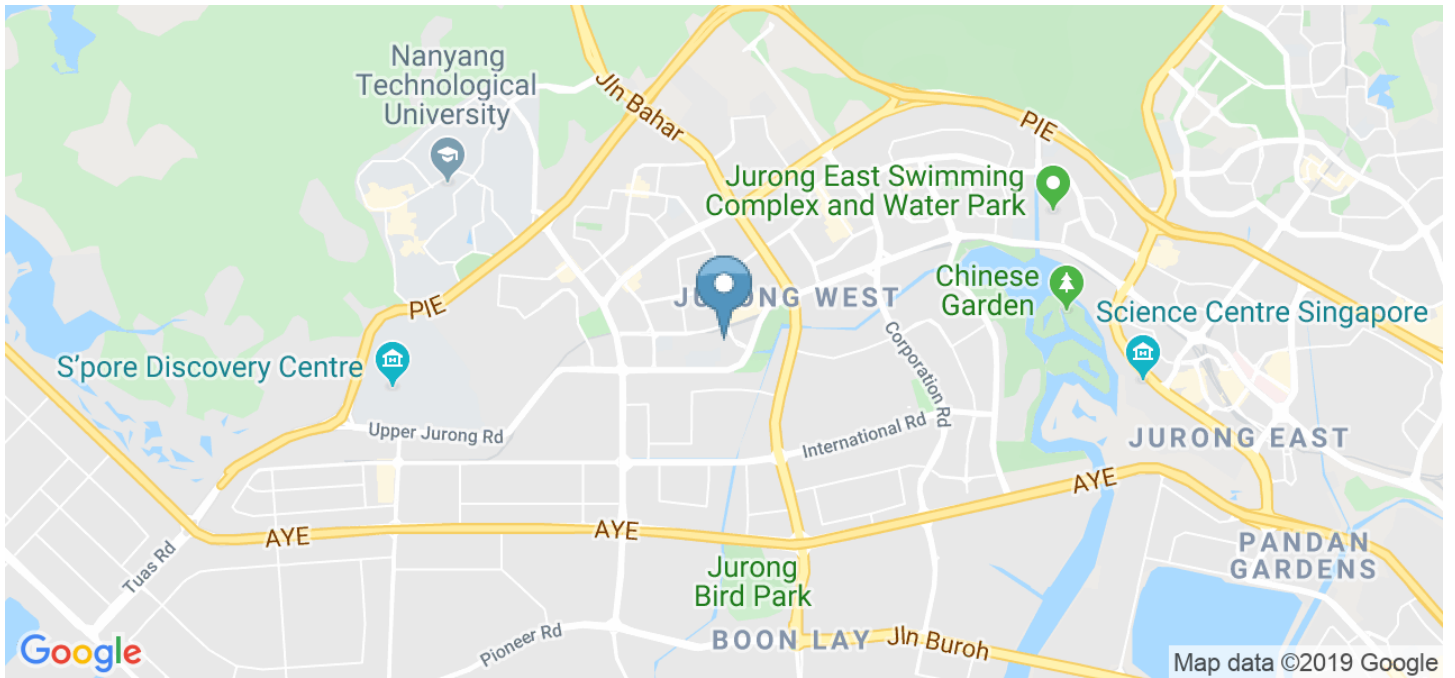 Nanyang
Technological
University
Jln Bahar
PIE
Jurong East Swimming
Complex and Water Park
Chinese
Garden
JURONG WEST
Science Centre Singapore
PIE
S'pore Discovery Centre
Corporation Rd
Upper Jurong Rd
International Rd
JURONG EAST
AYE
AYE
AYE
Tuas Rd
PANDAN
GARDENS
Jurong
Bird Park
Pioneer Rd
BOON LAY
Jln Buroh
Google
Map data ©2019 Google